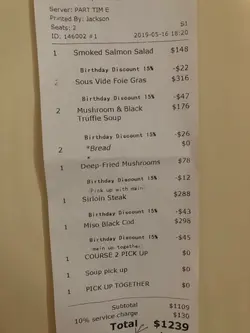 Server: PART TIM E
Printed By: Jackson
Seats: 2 S1
ID: 146002 #1 2019-05-16 18:20
1 Smoked Salmon Salad $148
Birthday Discount 15% -$22
2 Sous Vide Foie Gras $316
Birthday Discount 15% -$47
2 Mushroom & Black $176
Truffle Soup
Birthday Discount 15% -$26
2 *Bread $0
*
1 Deep-Fried Mushrooms $78
Birthday Discount 15% -$12
Pick up with main
1 Sirloin Steak $288
Birthday Discount 15% -$43
1 Miso Black Cod $298
Birthday Discount 15% -$45
main up together
1 COURSE 2 PICK UP $0
1 Soup pick up $0
1 PICK UP TOGETHER $0
Subtotal $1109
10% service charge $130
Total $1239